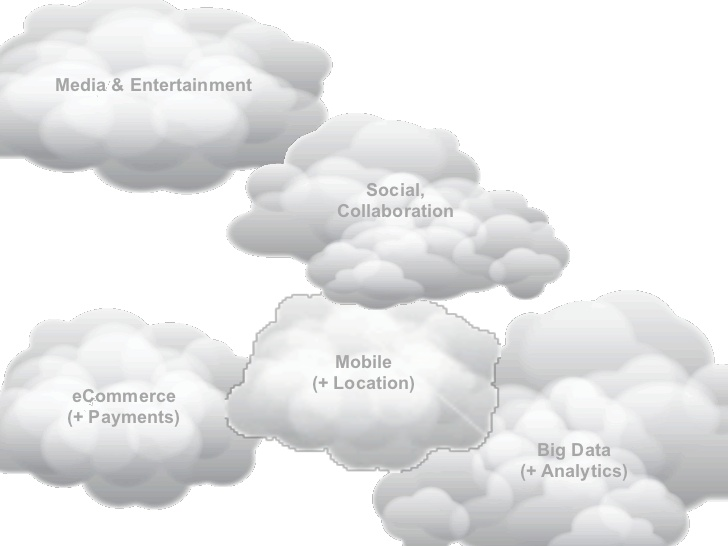 Media & Entertainment
Social,
Collaboration
Mobile
(+ Location)
eCommerce
(+ Payments)
Big Data
(+ Analytics)